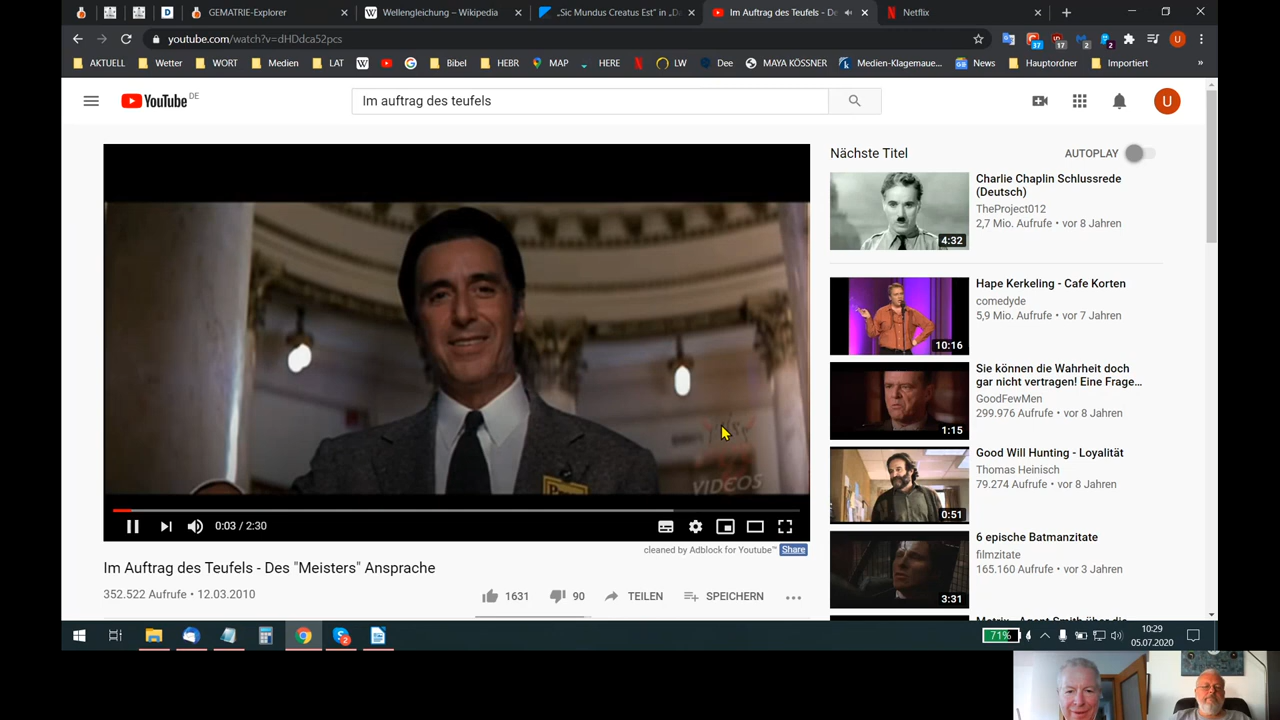 GEMATRIE-Explorer
Wellengleichung – Wikipedia
„Sic Mundus Creatus Est" in „Da
Im Auftrag des Teufels - De
Netflix
youtube.com/watch?v=dHDdca52pcs
37
17
2
2
U
AKTUELL
Wetter
WORT
Medien
LAT
Bibel
HEBR
MAP
HERE
LW
Dee
MAYA KÖSSNER
Medien-Klagemaue...
GB
News
Hauptordner
Importiert
»
YouTube DE
Im auftrag des teufels
U
Nächste Titel
AUTOPLAY
Charlie Chaplin Schlussrede
(Deutsch)
TheProject012
2,7 Mio. Aufrufe • vor 8 Jahren
4:32
Hape Kerkeling - Cafe Korten
comedyde
5,9 Mio. Aufrufe • vor 7 Jahren
10:16
Sie können die Wahrheit doch
gar nicht vertragen! Eine Frage…
GoodFewMen
299.976 Aufrufe • vor 8 Jahren
1:15
Good Will Hunting - Loyalität
Thomas Heinisch
79.274 Aufrufe • vor 8 Jahren
0:51
6 epische Batmanzitate
filmzitate
165.160 Aufrufe • vor 3 Jahren
3:31
VIDEOS
0:03 / 2:30
cleaned by Adblock for Youtube™ Share
Im Auftrag des Teufels - Des "Meisters" Ansprache
352.522 Aufrufe • 12.03.2010
1631
90
TEILEN
SPEICHERN
71%
10:29
05.07.2020